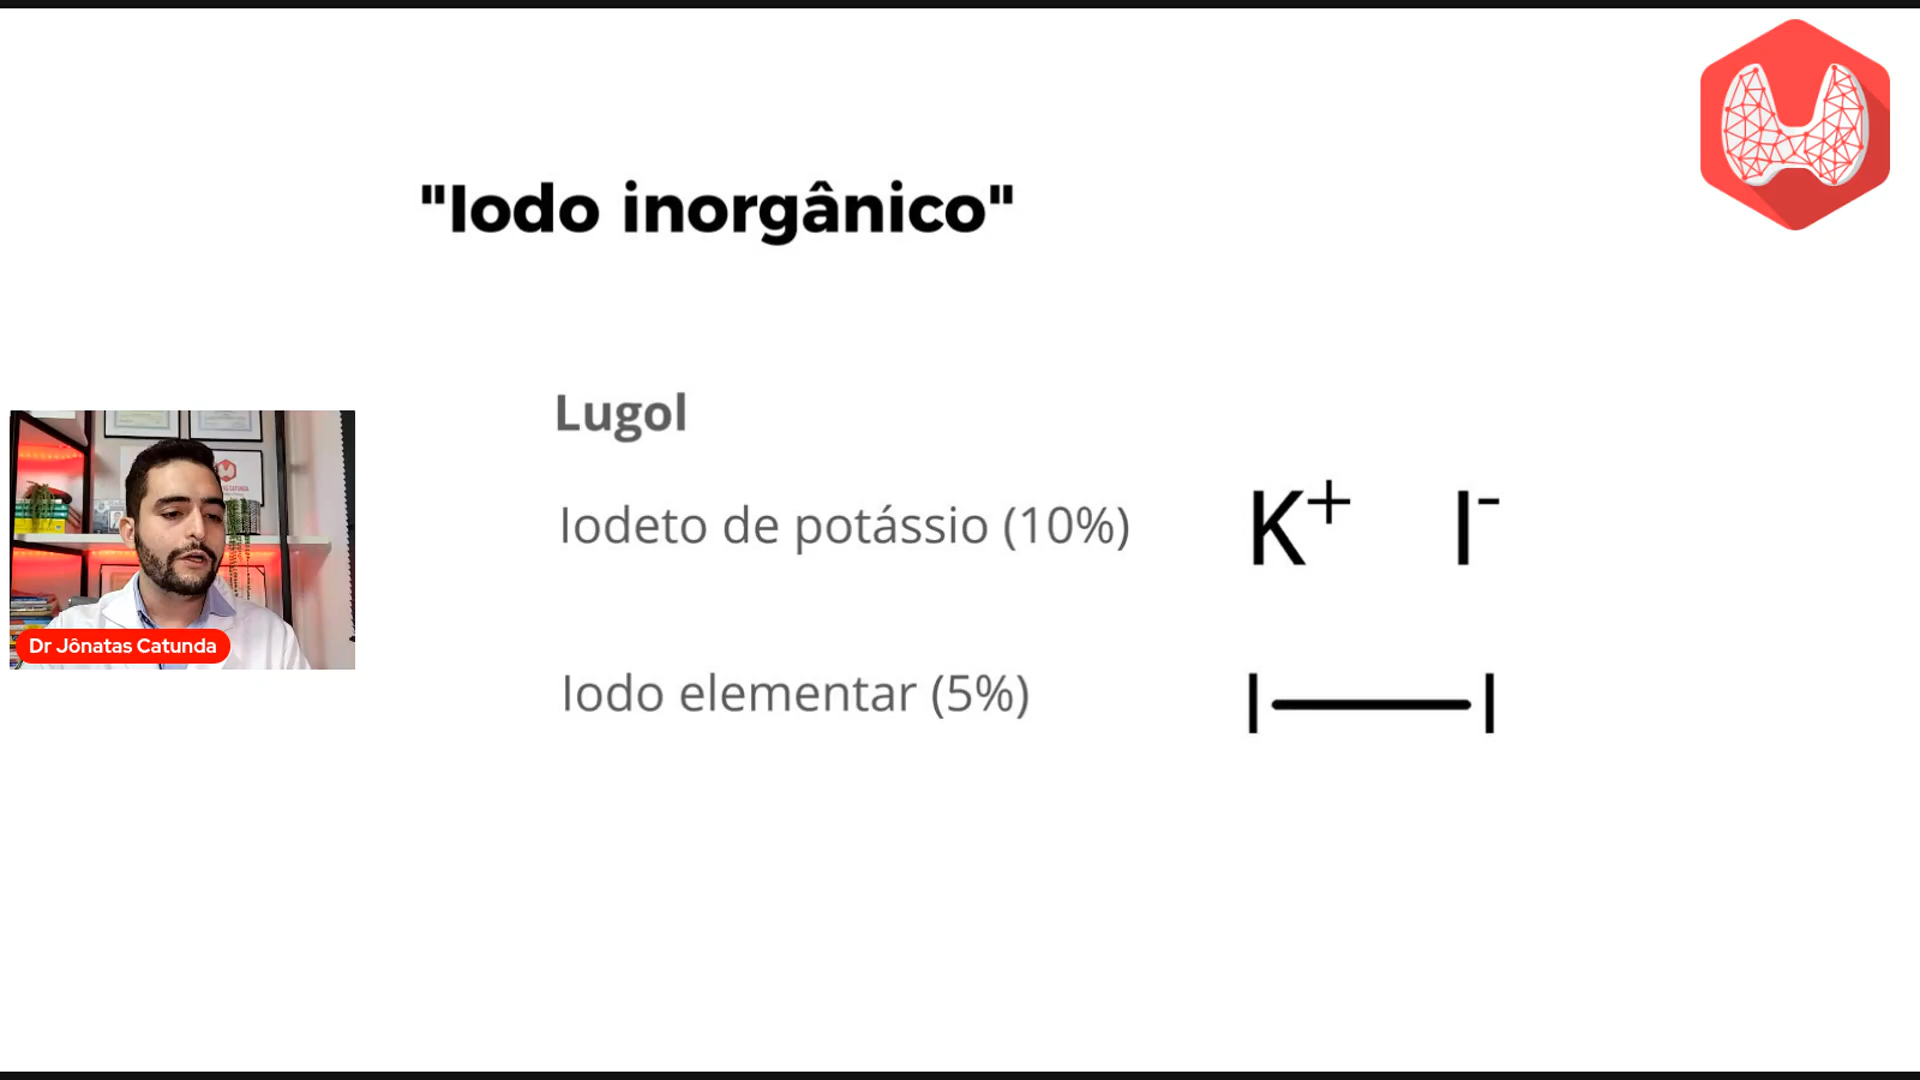 "Iodo inorgânico"
Lugol
Iodeto de potássio (10%)
K+ I-
Iodo elementar (5%)
I I
Dr Jônatas Catunda